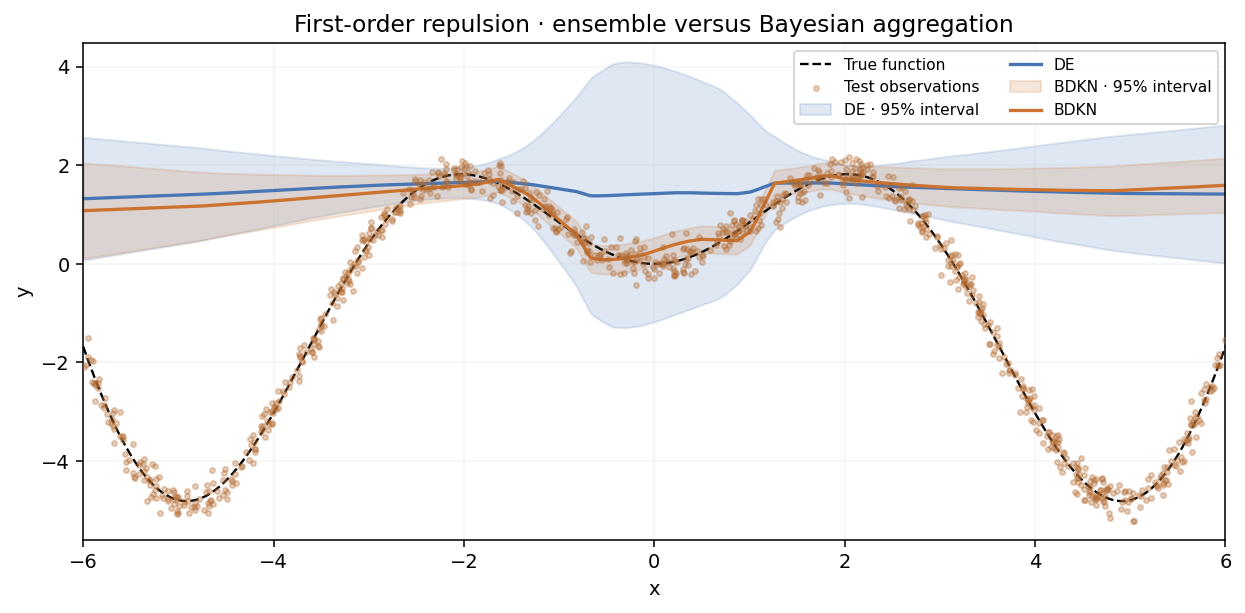 First-order repulsion · ensemble versus Bayesian aggregation
True function
Test observations
DE · 95% interval
DE
BDKN · 95% interval
BDKN
y
4
2
0
−2
−4
−6
−4
−2
0
2
4
6
x